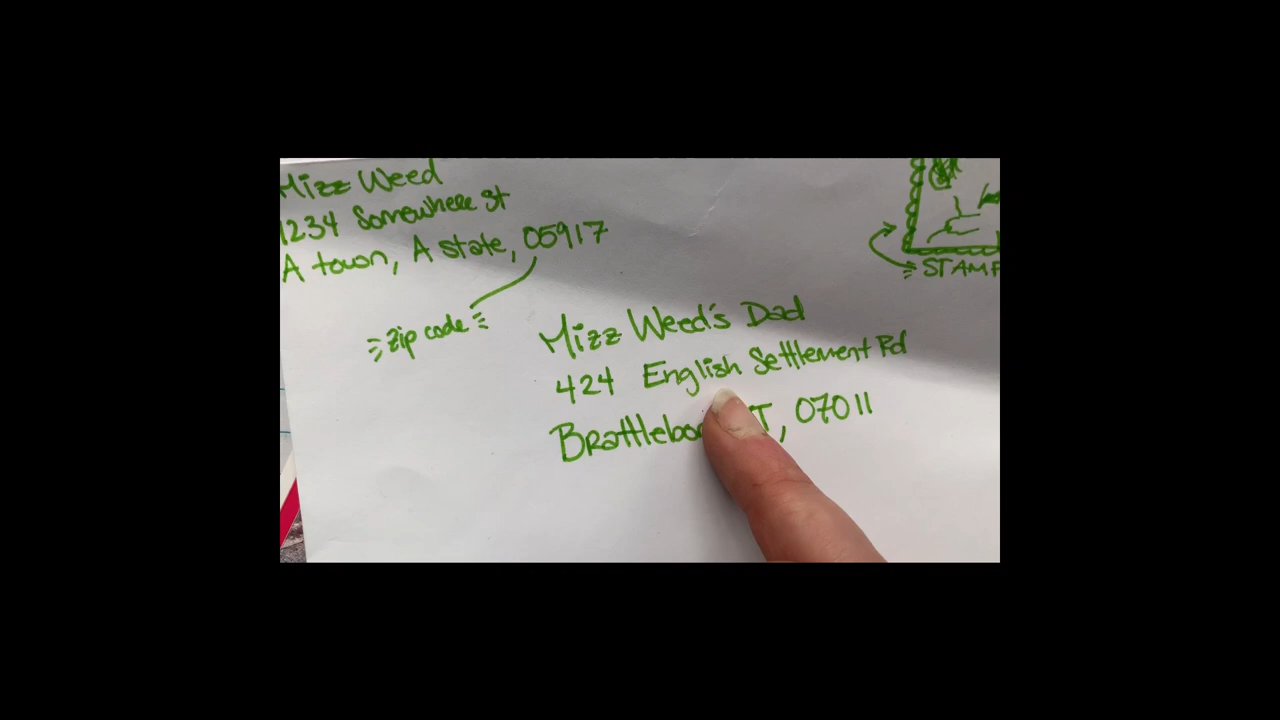 Mizz Weed
1234 Somewhere St
A town, A state, 05917
zip code
STAMP
Mizz Weed's Dad
424 English Settlement Rd
07011